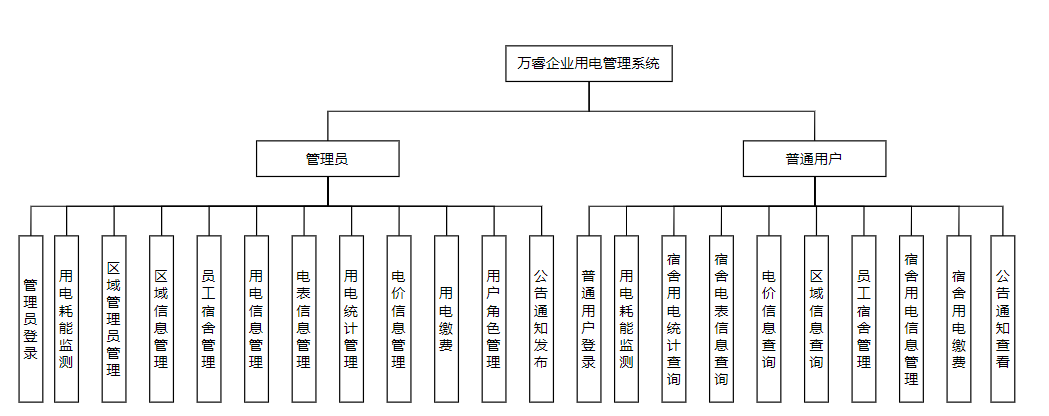 万睿企业用电管理系统
管理员
普通用户
管理员登录
用电耗能监测
区域管理员管理
区域信息管理
员工宿舍管理
用电信息管理
电表信息管理
用电统计管理
电价信息管理
用电缴费
用户角色管理
公告通知发布
普通用户登录
用电耗能监测
宿舍用电统计查询
宿舍电表信息查询
电价信息查询
区域信息查询
员工宿舍管理
宿舍用电信息管理
宿舍用电缴费
公告通知查看